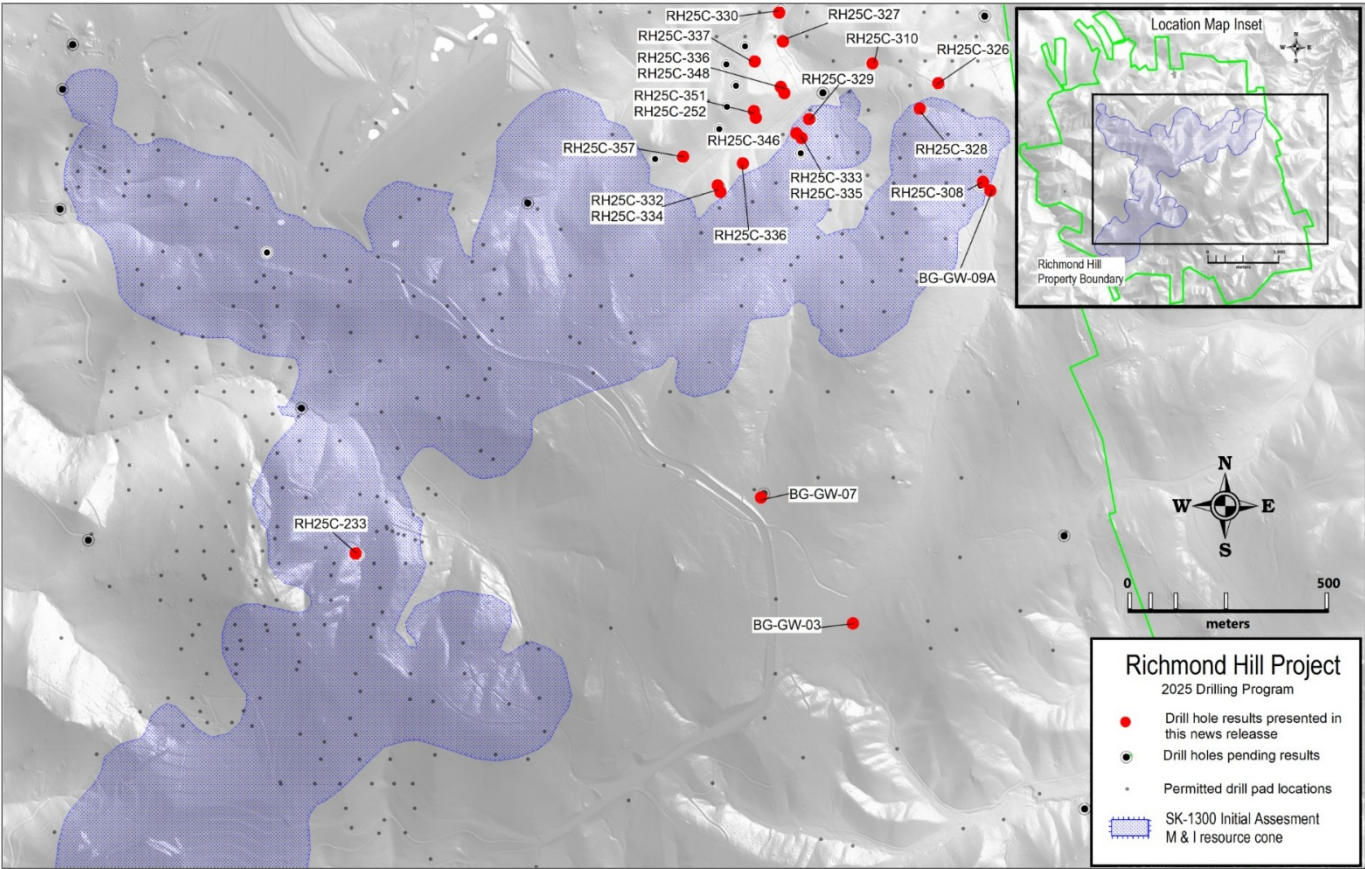 RH25C-330
RH25C-327
RH25C-337
RH25C-310
RH25C-336
RH25C-348
RH25C-326
RH25C-329
RH25C-351
RH25C-252
RH25C-346
RH25C-328
RH25C-357
RH25C-333
RH25C-335
RH25C-308
RH25C-332
RH25C-334
RH25C-336
BG-GW-09A
BG-GW-07
RH25C-233
BG-GW-03
Location Map Inset
N
W E
S
Richmond Hill
Property Boundary
meters
N
W E
S
0 500
meters
Richmond Hill Project
2025 Drilling Program
Drill hole results presented in
this news releasse
Drill holes pending results
Permitted drill pad locations
SK-1300 Initial Assesment
M & I resource cone